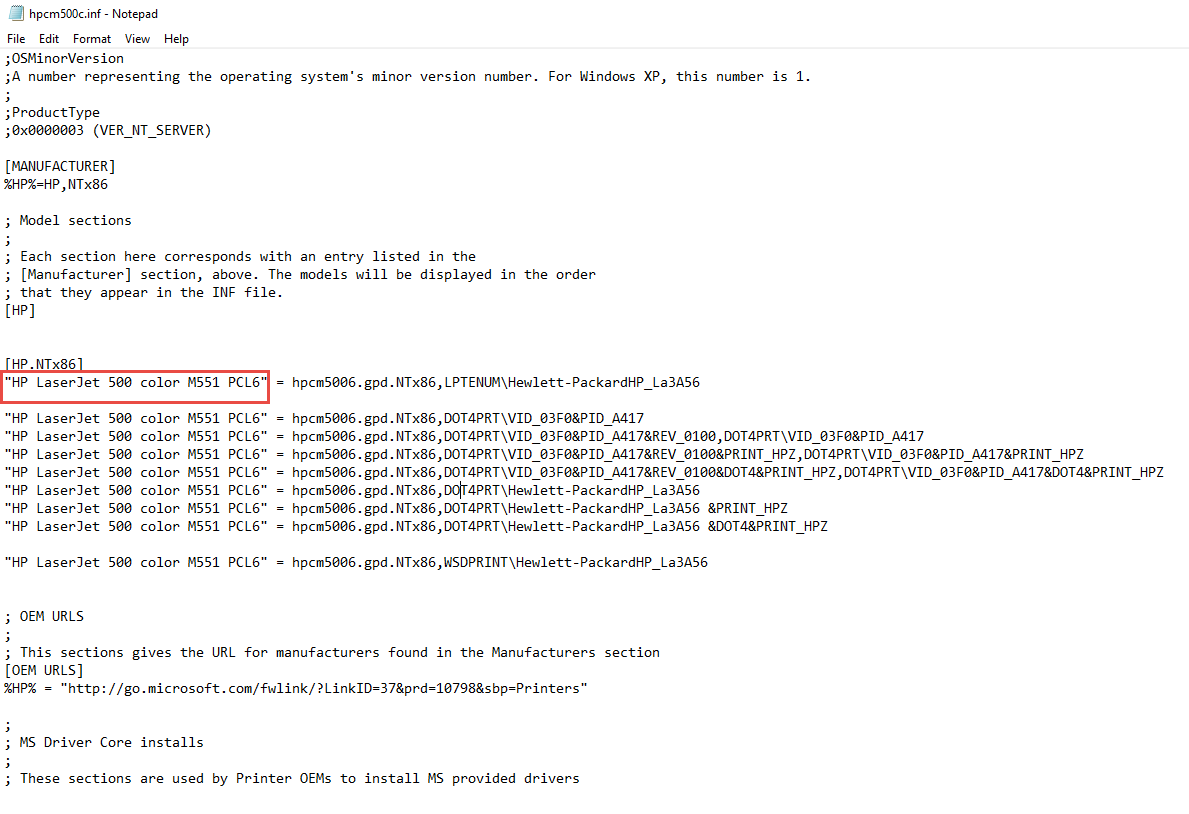 hpcm500c.inf - Notepad
File Edit Format View Help
;OSMinorVersion
;A number representing the operating system's minor version number. For Windows XP, this number is 1.
;
;ProductType
;0x0000003 (VER_NT_SERVER)
[MANUFACTURER]
%HP%=HP,NTx86
; Model sections
;
; Each section here corresponds with an entry listed in the
; [Manufacturer] section, above. The models will be displayed in the order
; that they appear in the INF file.
[HP]
[HP.NTx86]
"HP LaserJet 500 color M551 PCL6" = hpcm5006.gpd.NTx86,LPTENUM\Hewlett-PackardHP_La3A56
"HP LaserJet 500 color M551 PCL6" = hpcm5006.gpd.NTx86,DOT4PRT\VID_03F0&PID_A417
"HP LaserJet 500 color M551 PCL6" = hpcm5006.gpd.NTx86,DOT4PRT\VID_03F0&PID_A417&REV_0100,DOT4PRT\VID_03F0&PID_A417
"HP LaserJet 500 color M551 PCL6" = hpcm5006.gpd.NTx86,DOT4PRT\VID_03F0&PID_A417&REV_0100&PRINT_HPZ,DOT4PRT\VID_03F0&PID_A417&PRINT_HPZ
"HP LaserJet 500 color M551 PCL6" = hpcm5006.gpd.NTx86,DOT4PRT\VID_03F0&PID_A417&REV_0100&DOT4&PRINT_HPZ,DOT4PRT\VID_03F0&PID_A417&DOT4&PRINT_HPZ
"HP LaserJet 500 color M551 PCL6" = hpcm5006.gpd.NTx86,DOT4PRT\Hewlett-PackardHP_La3A56
"HP LaserJet 500 color M551 PCL6" = hpcm5006.gpd.NTx86,DOT4PRT\Hewlett-PackardHP_La3A56 &PRINT_HPZ
"HP LaserJet 500 color M551 PCL6" = hpcm5006.gpd.NTx86,DOT4PRT\Hewlett-PackardHP_La3A56 &DOT4&PRINT_HPZ
"HP LaserJet 500 color M551 PCL6" = hpcm5006.gpd.NTx86,WSDPRINT\Hewlett-PackardHP_La3A56
; OEM URLS
;
; This sections gives the URL for manufacturers found in the Manufacturers section
[OEM URLS]
%HP% = "http://go.microsoft.com/fwlink/?LinkID=37&prd=10798&sbp=Printers"
;
; MS Driver Core installs
;
; These sections are used by Printer OEMs to install MS provided drivers